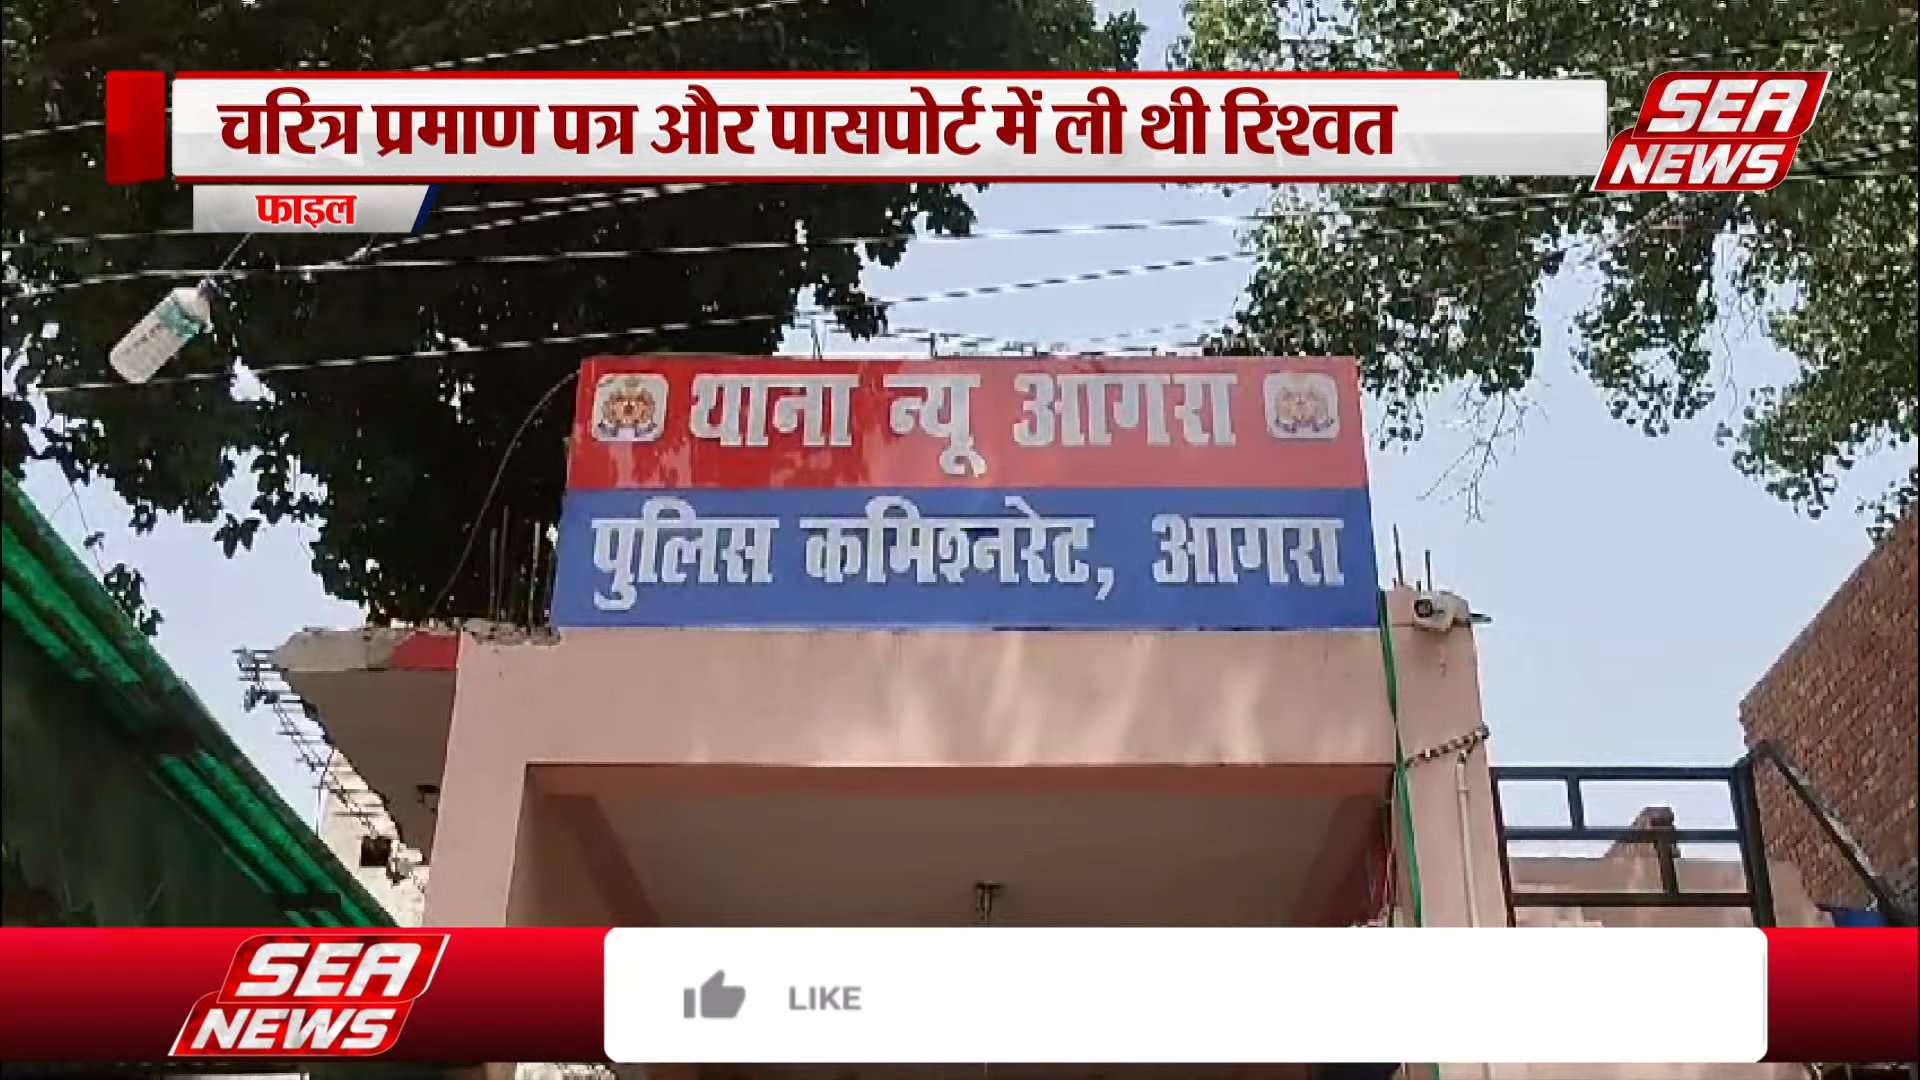 चरित्र प्रमाण पत्र और पासपोर्ट में ली थी रिश्वत
SEA
NEWS
फाइल
थाना न्यू आगरा
पुलिस कमिश्नरेट, आगरा
SEA
NEWS
LIKE